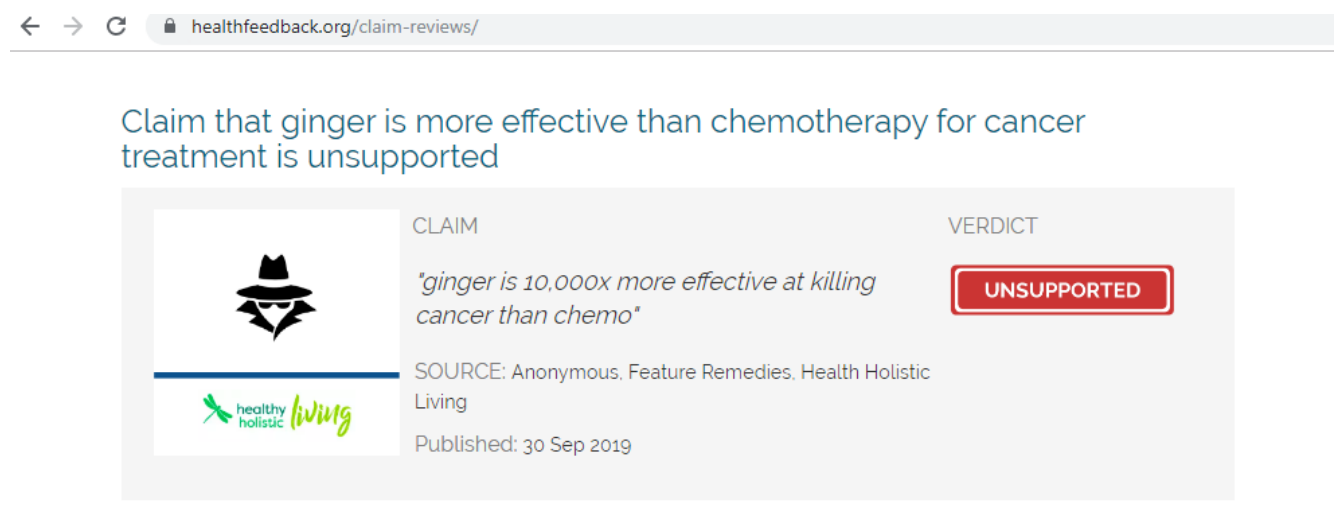 healthfeedback.org/claim-reviews/
Claim that ginger is more effective than chemotherapy for cancer
treatment is unsupported
CLAIM
VERDICT
"ginger is 10,000x more effective at killing
cancer than chemo"
UNSUPPORTED
SOURCE: Anonymous, Feature Remedies, Health Holistic
Living
Published: 30 Sep 2019
healthy
holistic living